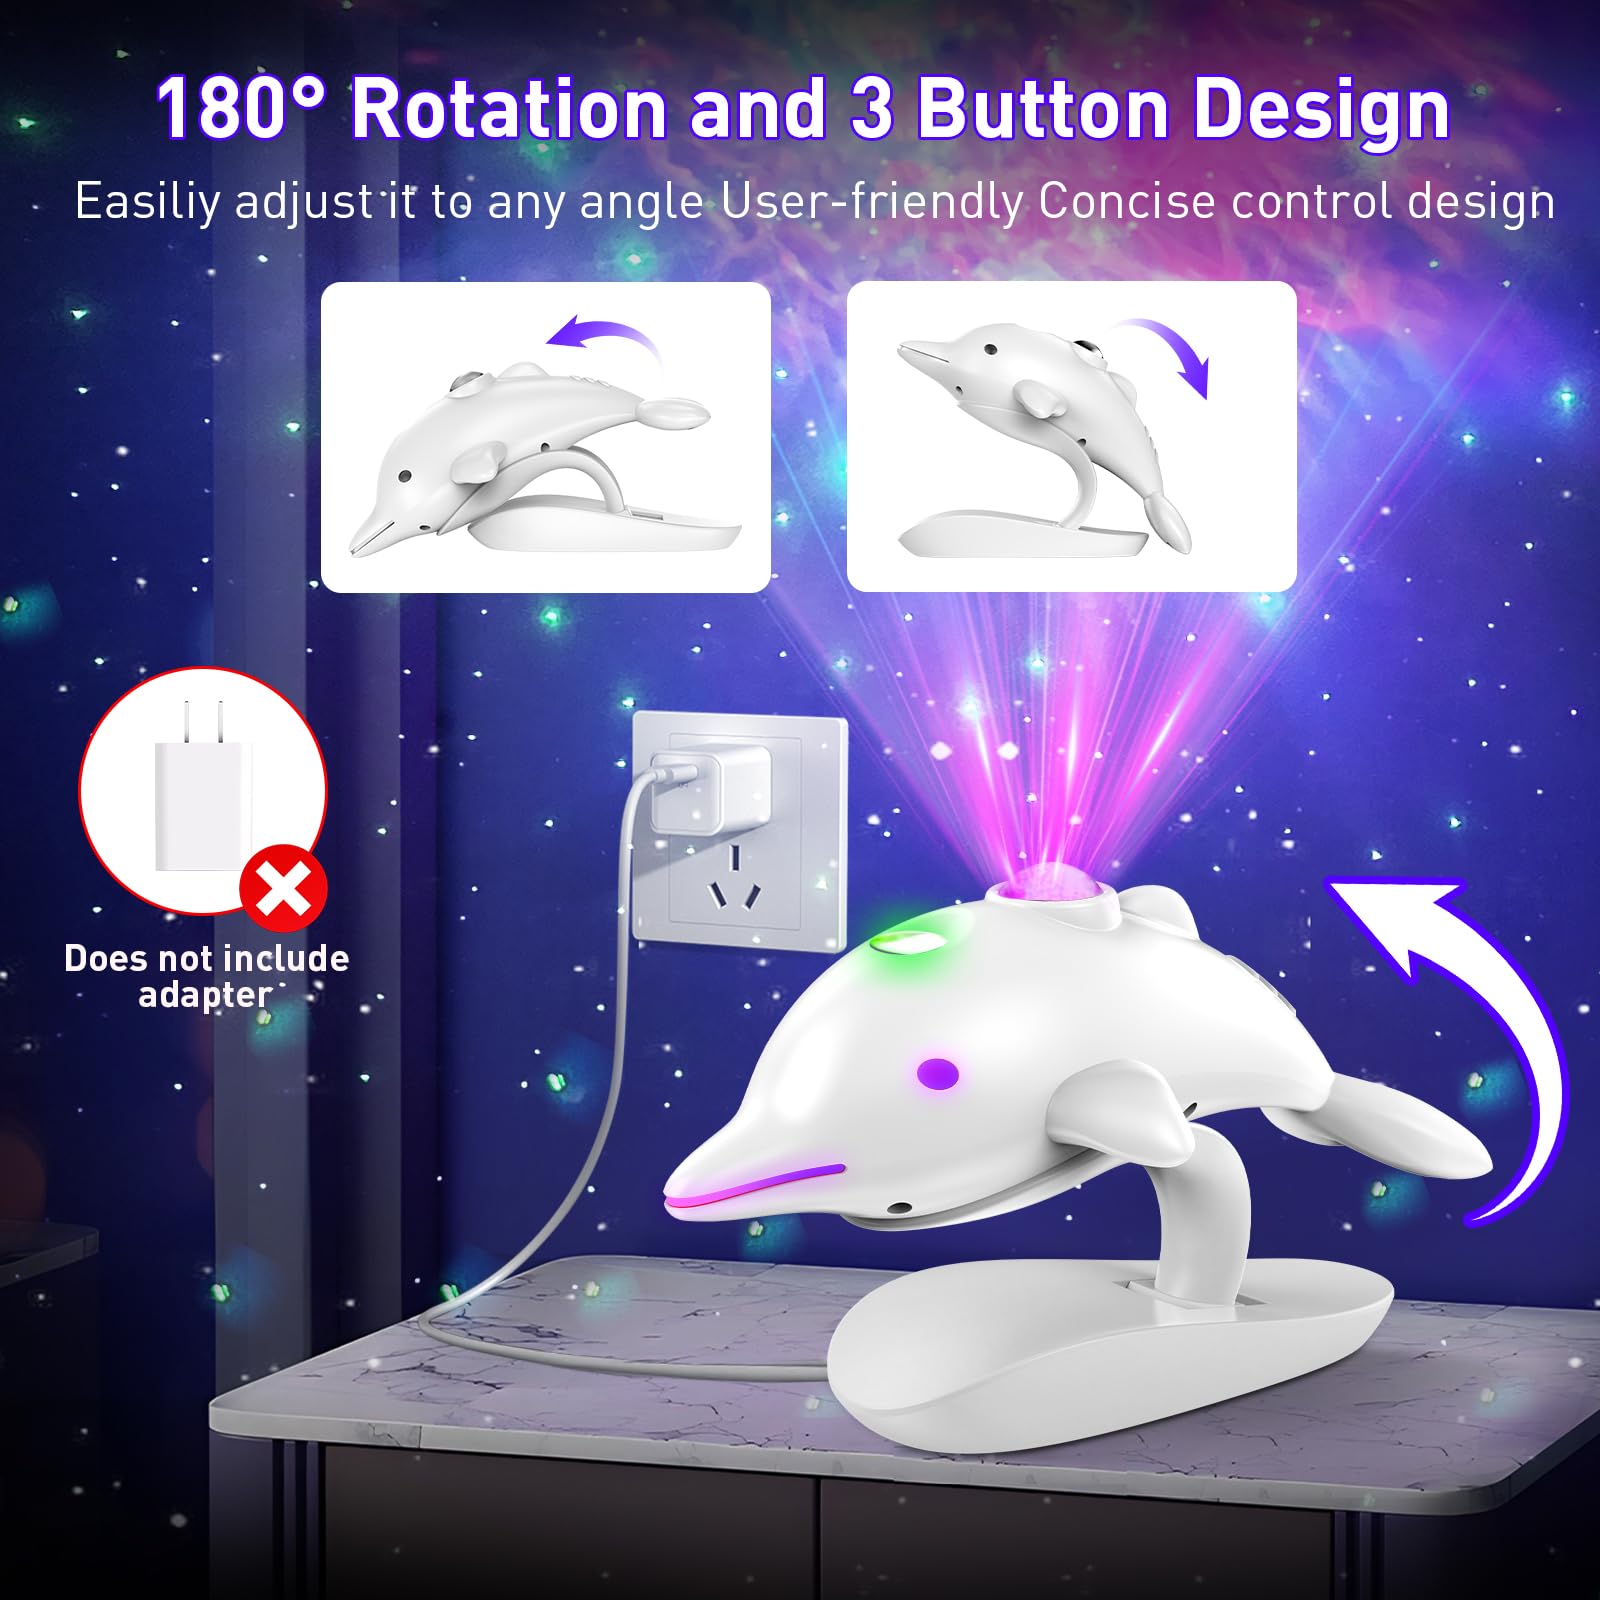 180° Rotation and 3 Button Design
Easiliy adjust it to any angle User-friendly Concise control design
Does not include
adapter